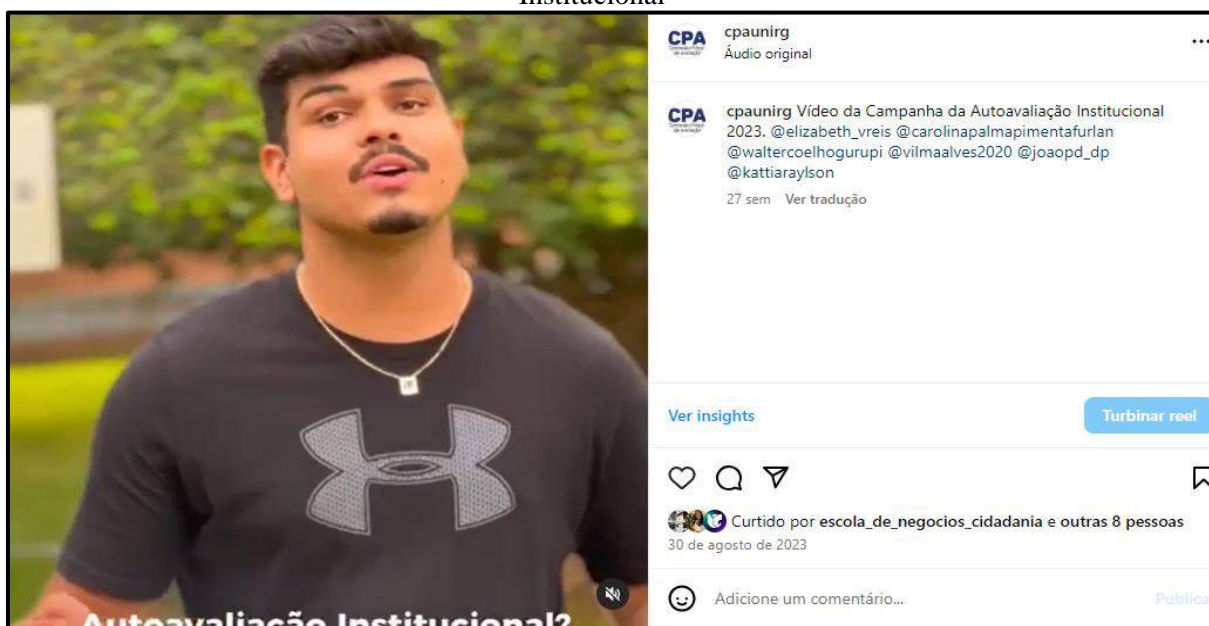 Institucional
CPA
cpaunirg
Áudio original
CPA
cpaunirg Vídeo da Campanha da Autoavaliação Institucional
2023. @elizabeth_vreis @carolinapalmapimentafurlan
@waltercoelhogurupi @vilmaalves2020 @joaopd_dp
@kattiaraylson
27 sem Ver tradução
Ver insights
Turbinar reel
Curtido por escola_de_negocios_cidadania e outras 8 pessoas
30 de agosto de 2023
Adicione um comentário...
Autoavaliação Institucional?